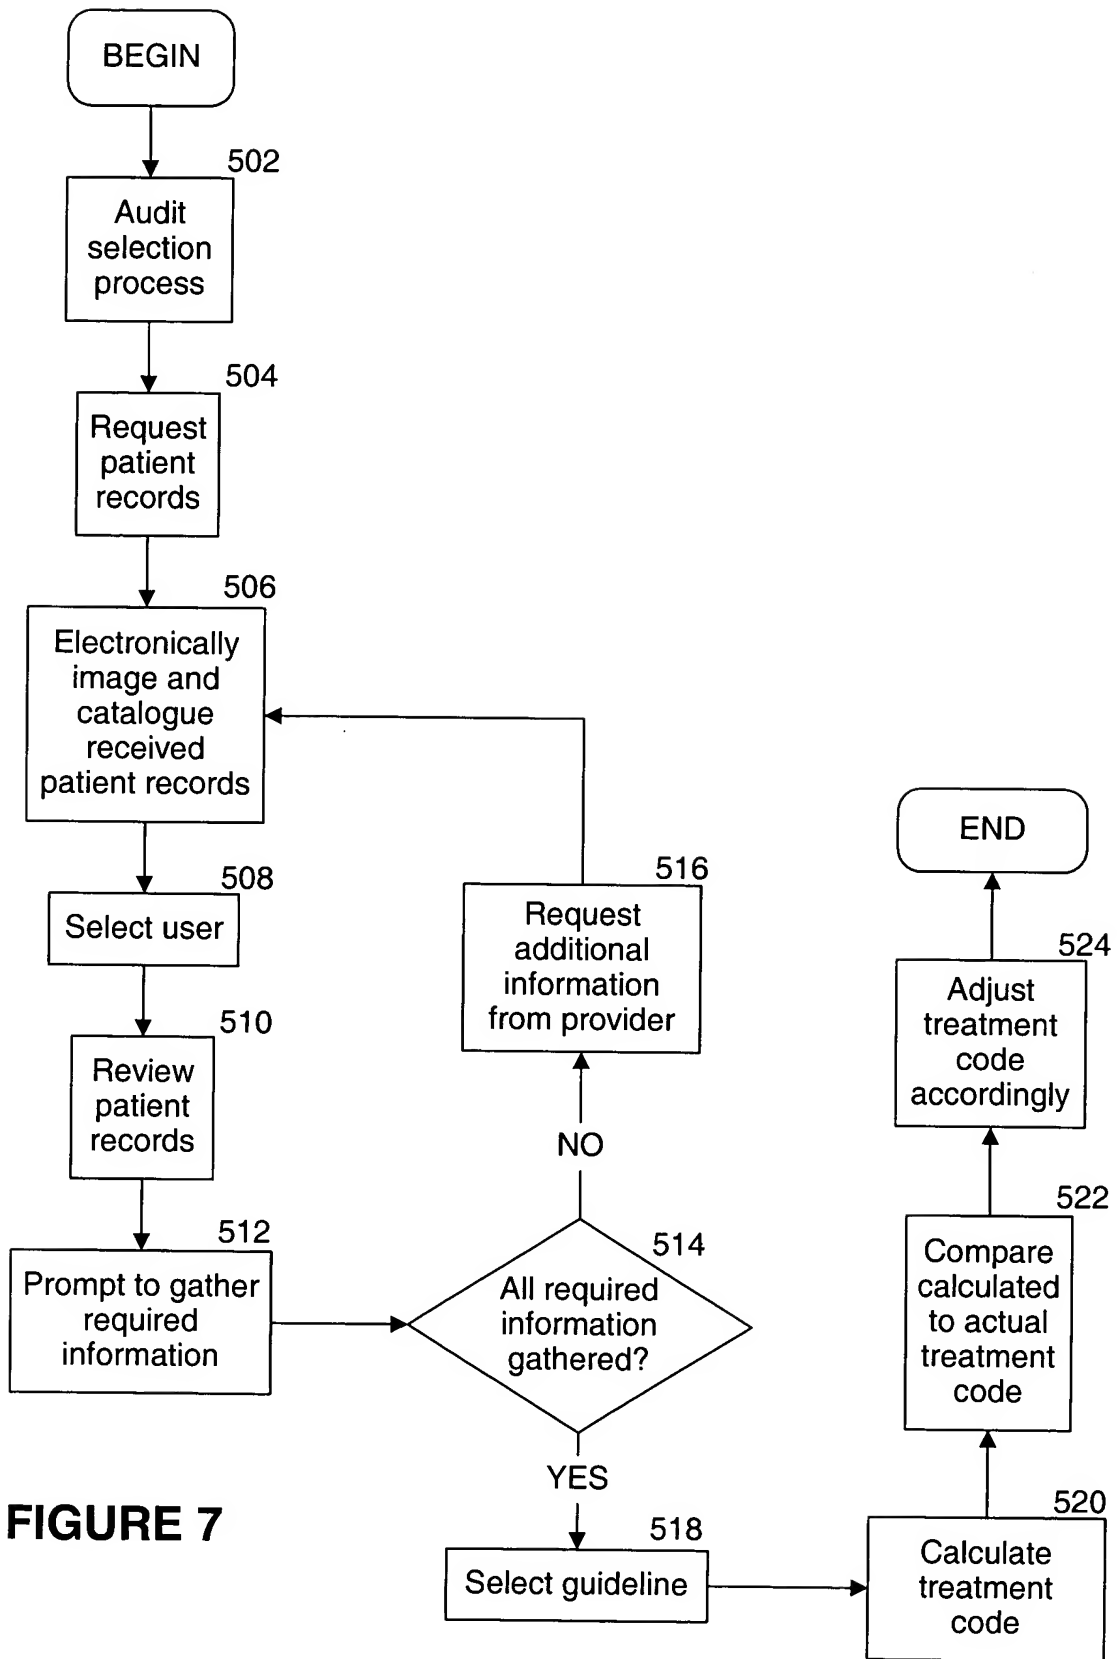 BEGIN
502
Audit
selection
process
504
Request
patient
records
506
Electronically
image and
catalogue
received
patient records
508
Select user
510
Review
patient
records
512
Prompt to gather
required
information
514
All required
information
gathered?
NO
516
Request
additional
information
from provider
YES
518
Select guideline
520
Calculate
treatment
code
522
Compare
calculated
to actual
treatment
code
524
Adjust
treatment
code
accordingly
END
FIGURE 7